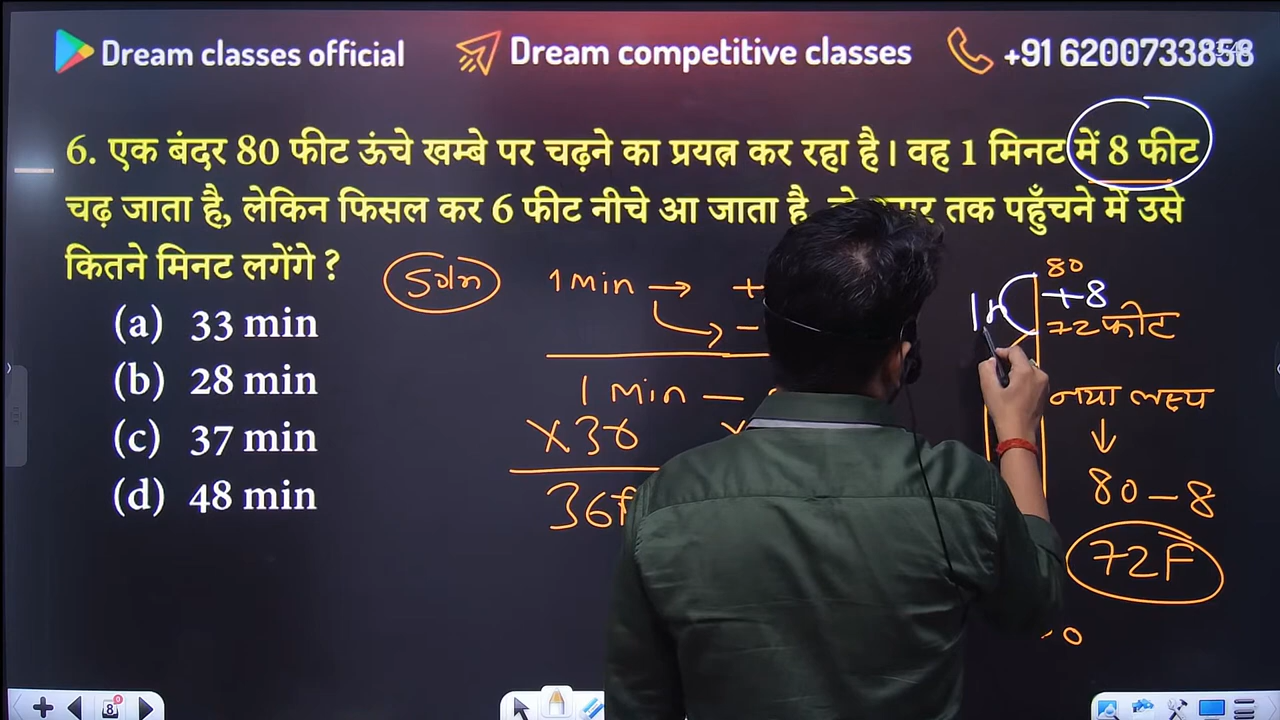 Dream classes official Dream competitive classes +91 6200733858
6. एक बंदर 80 फीट ऊंचे खम्बे पर चढ़ने का प्रयत्न कर रहा है। वह 1 मिनट में 8 फीट
चढ़ जाता है, लेकिन फिसल कर 6 फीट नीचे आ जाता है, तक पहुँचने में उसे
कितने मिनट लगेंगे ?
(a) 33 min
(b) 28 min
(c) 37 min
(d) 48 min
Soln
1 min → +
→ -
1 min —
×36
36
80
+8
72 फीट
नया लक्ष्य
↓
80 - 8
72F
8